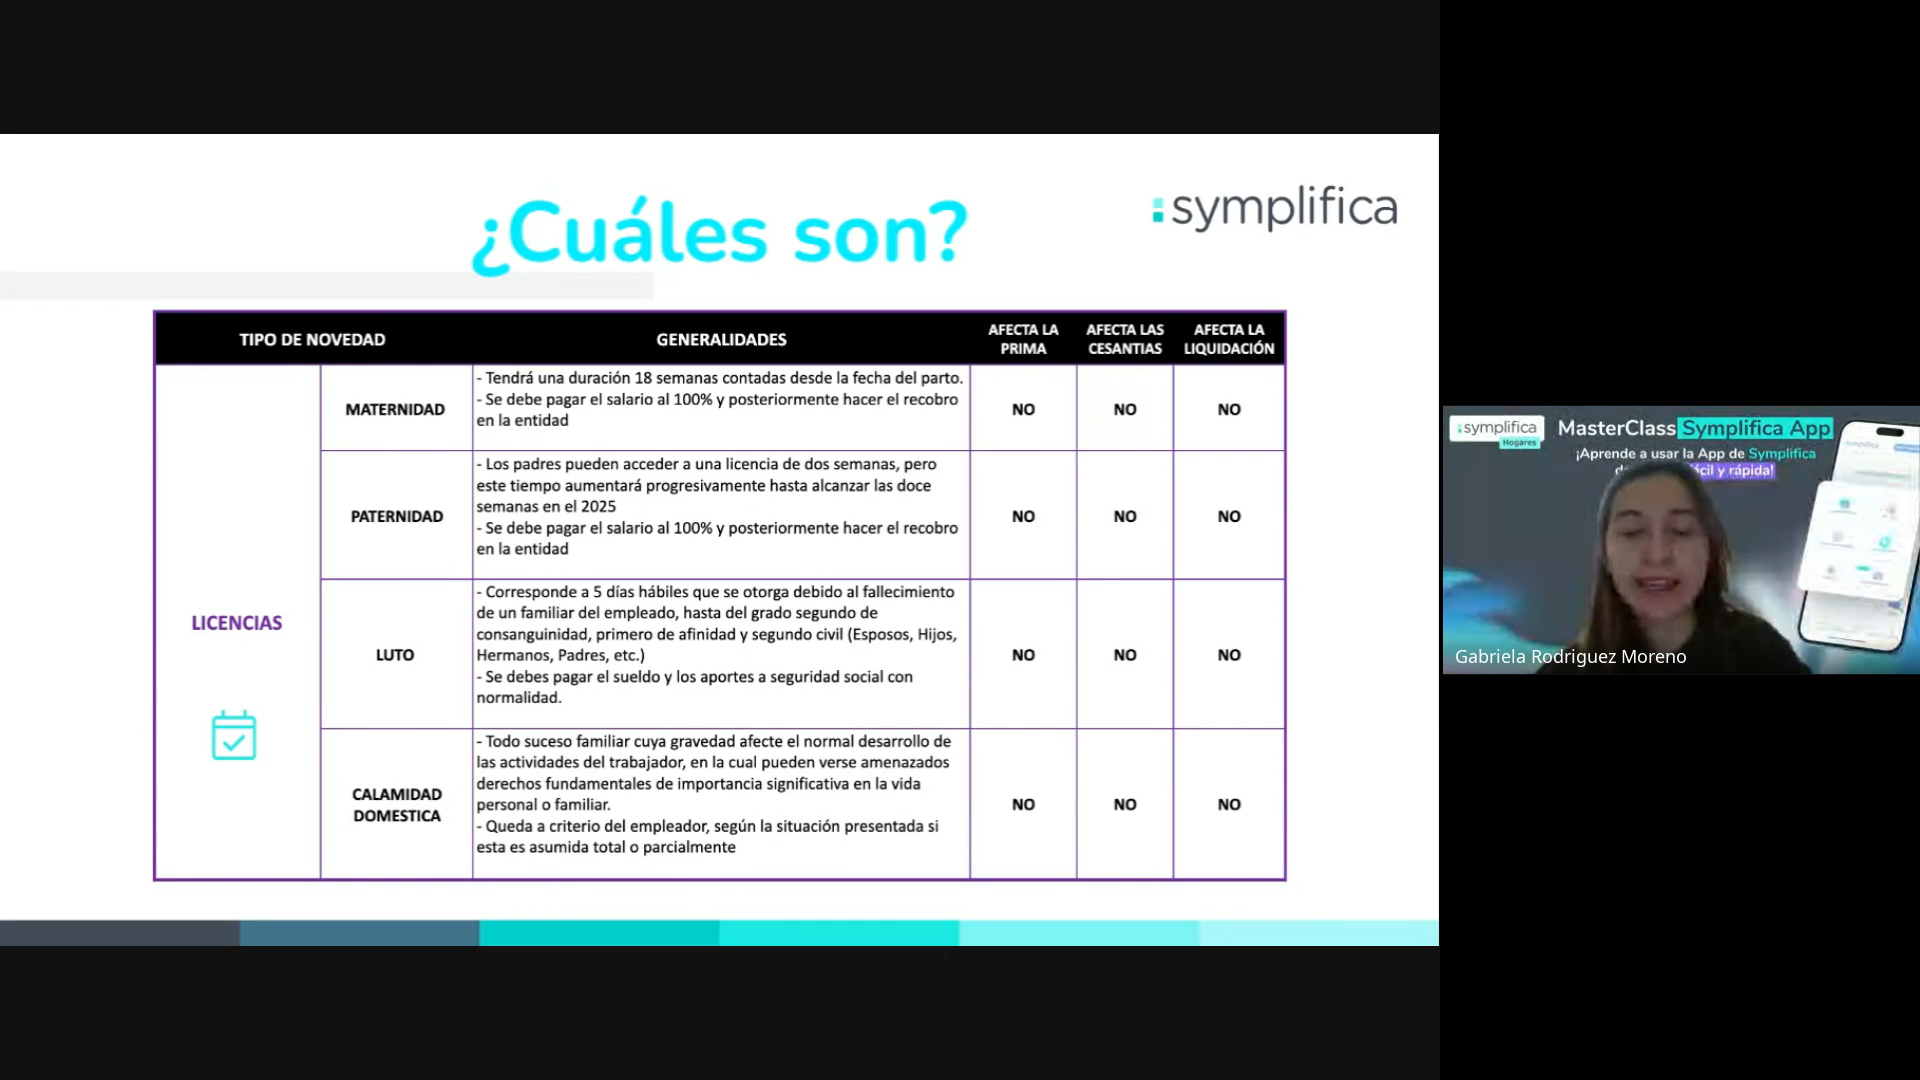 ¿Cuáles son?
:symplifica
TIPO DE NOVEDAD
GENERALIDADES
AFECTA LA
PRIMA
AFECTA LAS
CESANTIAS
AFECTA LA
LIQUIDACIÓN
LICENCIAS
MATERNIDAD
- Tendrá una duración 18 semanas contadas desde la fecha del parto.
- Se debe pagar el salario al 100% y posteriormente hacer el recobro
en la entidad
NO
NO
NO
PATERNIDAD
- Los padres pueden acceder a una licencia de dos semanas, pero
este tiempo aumentará progresivamente hasta alcanzar las doce
semanas en el 2025
- Se debe pagar el salario al 100% y posteriormente hacer el recobro
en la entidad
NO
NO
NO
LUTO
- Corresponde a 5 días hábiles que se otorga debido al fallecimiento
de un familiar del empleado, hasta del grado segundo de
consanguinidad, primero de afinidad y segundo civil (Esposos, Hijos,
Hermanos, Padres, etc.)
- Se debes pagar el sueldo y los aportes a seguridad social con
normalidad.
NO
NO
NO
CALAMIDAD
DOMESTICA
- Todo suceso familiar cuya gravedad afecte el normal desarrollo de
las actividades del trabajador, en la cual pueden verse amenazados
derechos fundamentales de importancia significativa en la vida
personal o familiar.
- Queda a criterio del empleador, según la situación presentada si
esta es asumida total o parcialmente
NO
NO
NO
:symplifica
Hogares
MasterClass Symplifica App
¡Aprende a usar la App de Symplifica
y rápida!
Gabriela Rodriguez Moreno